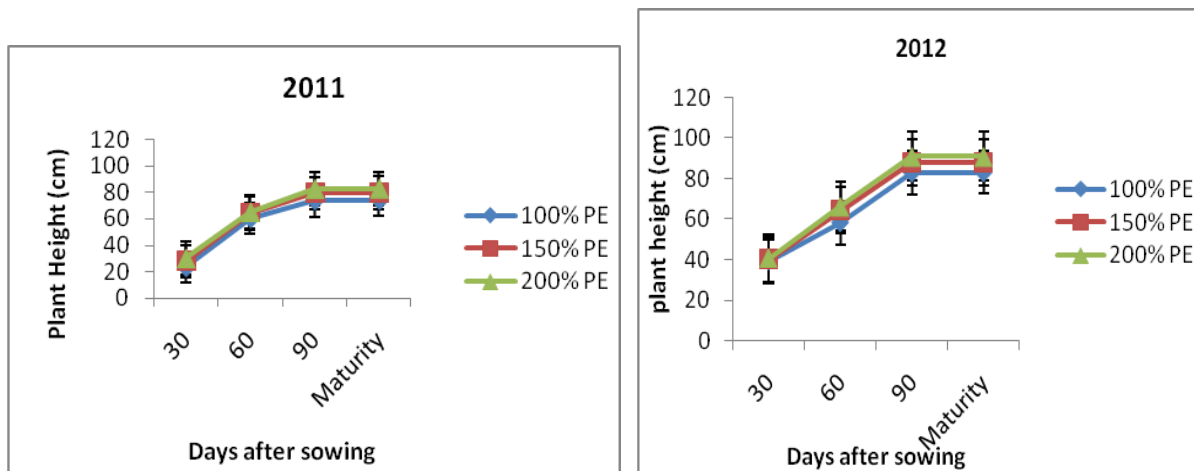 2011
Plant Height (cm)
120
100
80
60
40
20
0
30
60
90
Maturity
Days after sowing
100% PE
150% PE
200% PE
2012
plant height (cm)
120
100
80
60
40
20
0
30
60
90
Maturity
Days after sowing
100% PE
150% PE
200% PE